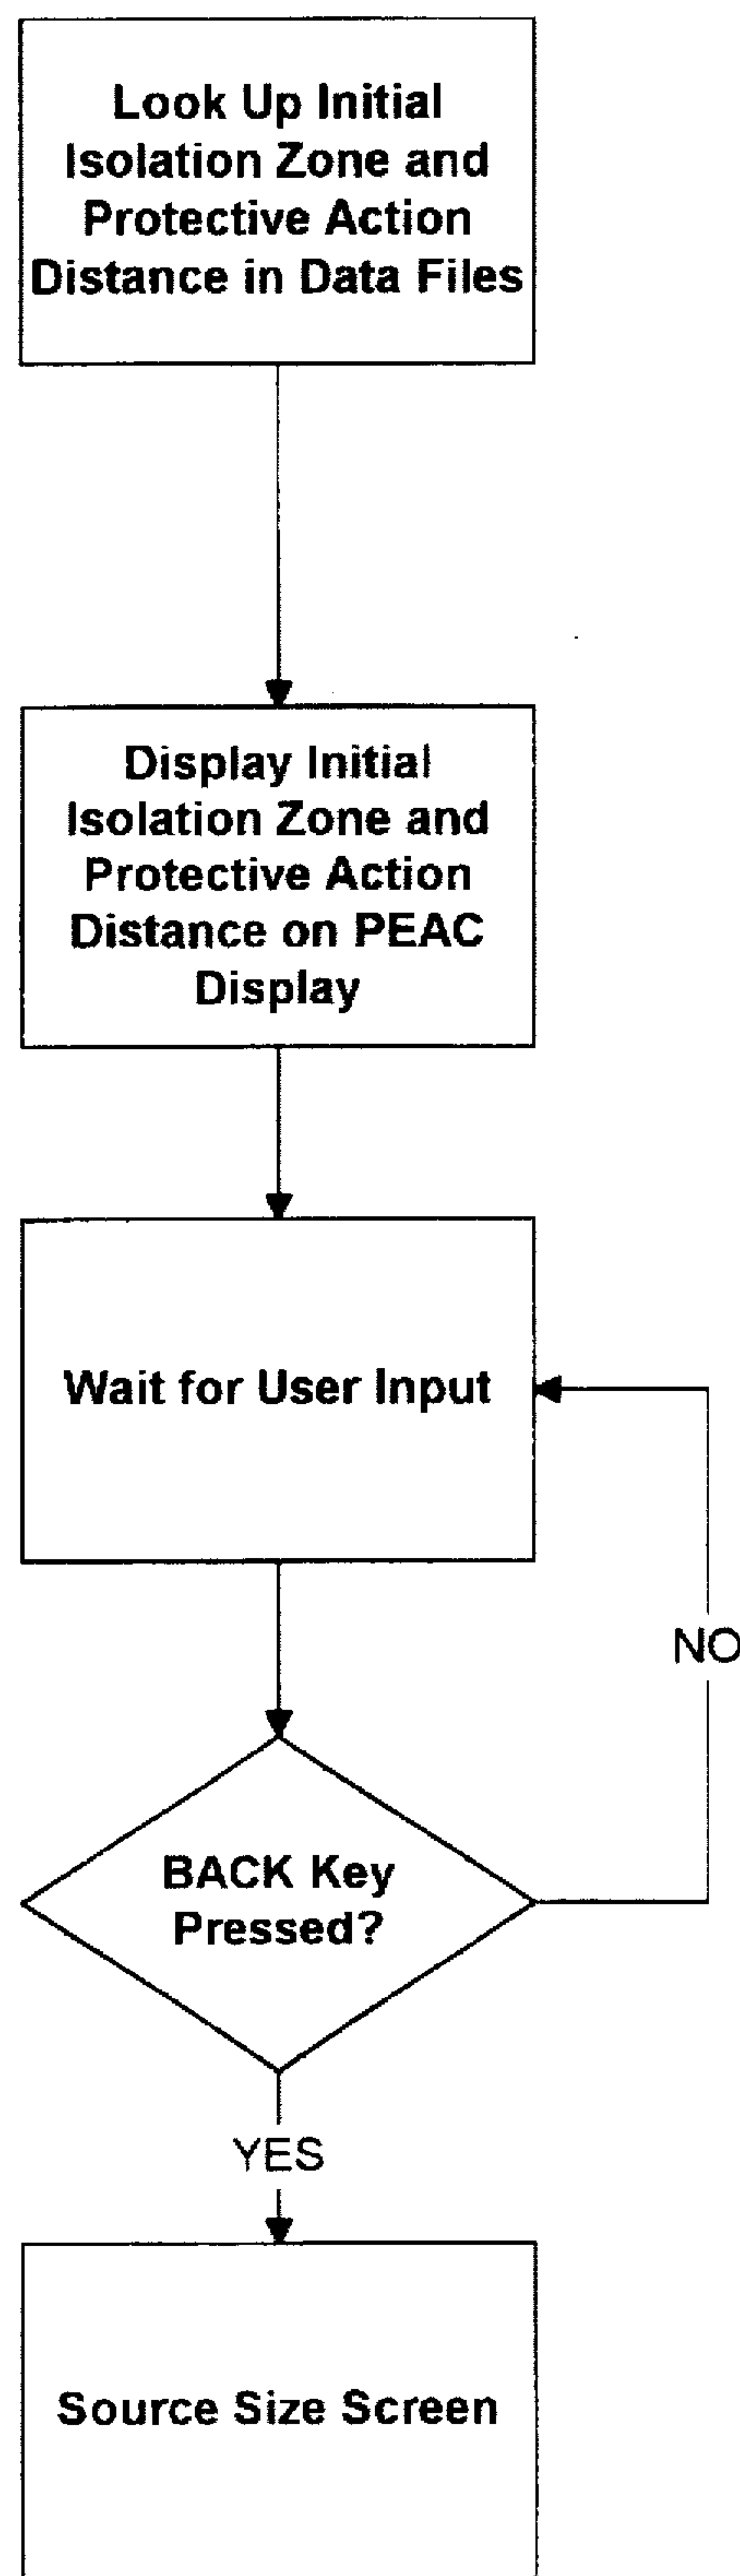 Look Up Initial
Isolation Zone and
Protective Action
Distance in Data Files
Display Initial
Isolation Zone and
Protective Action
Distance on PEAC
Display
Wait for User Input
NO
BACK Key
Pressed?
YES
Source Size Screen